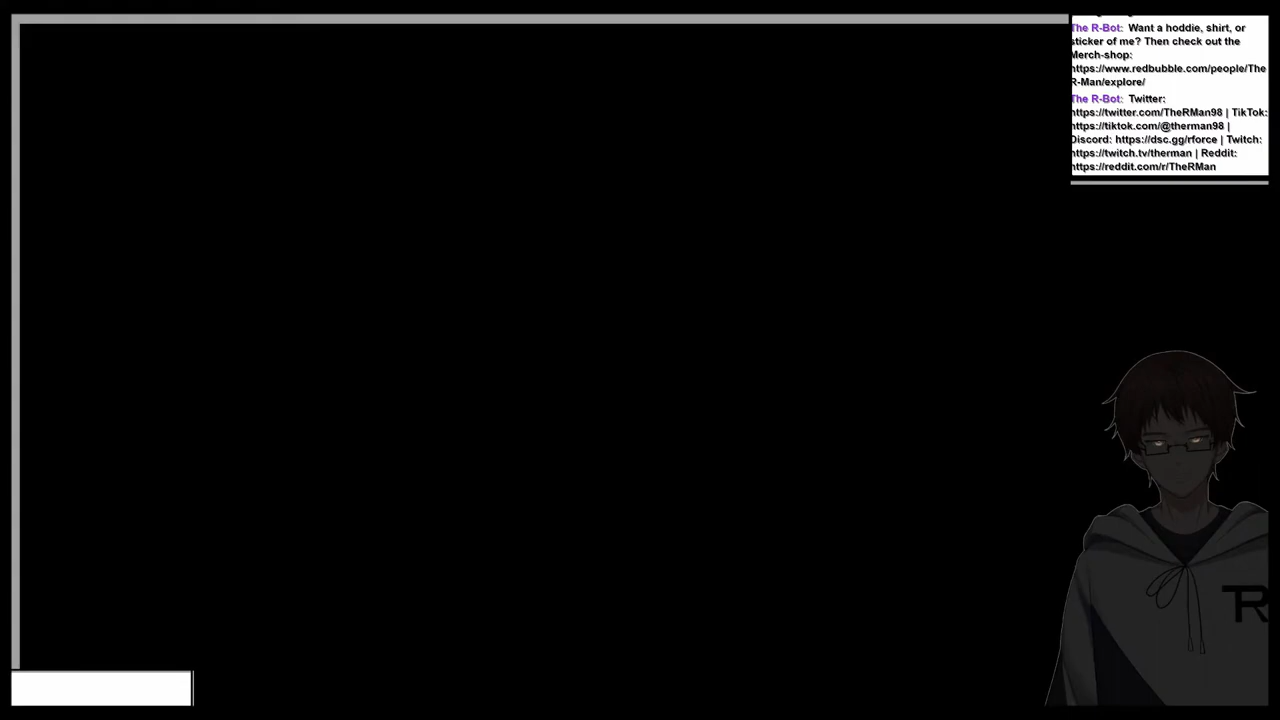 The R-Bot: Want a hoddie, shirt, or
sticker of me? Then check out the
Merch-shop:
https://www.redbubble.com/people/The
R-Man/explore/
The R-Bot: Twitter:
https://twitter.com/TheRMan98 | TikTok:
https://tiktok.com/@therman98 |
Discord: https://dsc.gg/rforce | Twitch:
https://twitch.tv/therman | Reddit:
https://reddit.com/r/TheRMan
TR